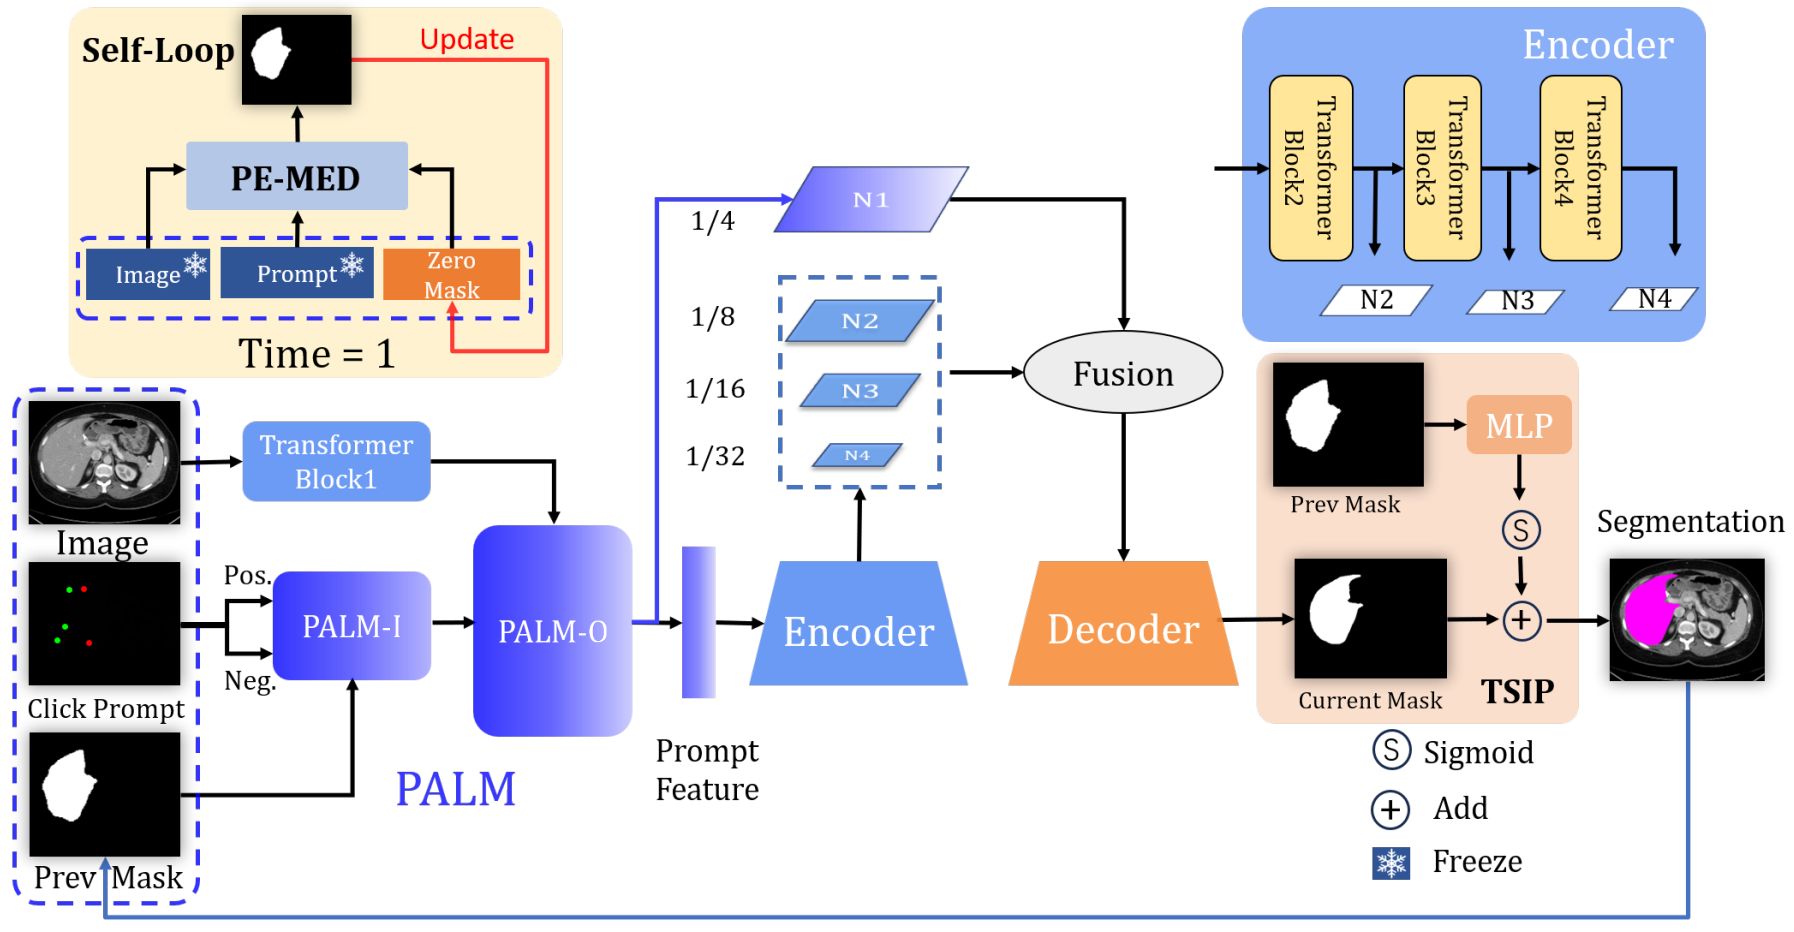 Self-Loop
Update
PE-MED
Image
Prompt
Zero
Mask
Time = 1
Image
Click Prompt
Prev Mask
Transformer
Block1
Pos.
Neg.
PALM-I
PALM-O
PALM
Prompt
Feature
1/4
1/8
1/16
1/32
N1
N2
N3
N4
Encoder
Fusion
Decoder
Encoder
Transformer
Block2
Transformer
Block3
Transformer
Block4
N2
N3
N4
Prev Mask
MLP
S
+
Current Mask
TSIP
Segmentation
S Sigmoid
+ Add
Freeze